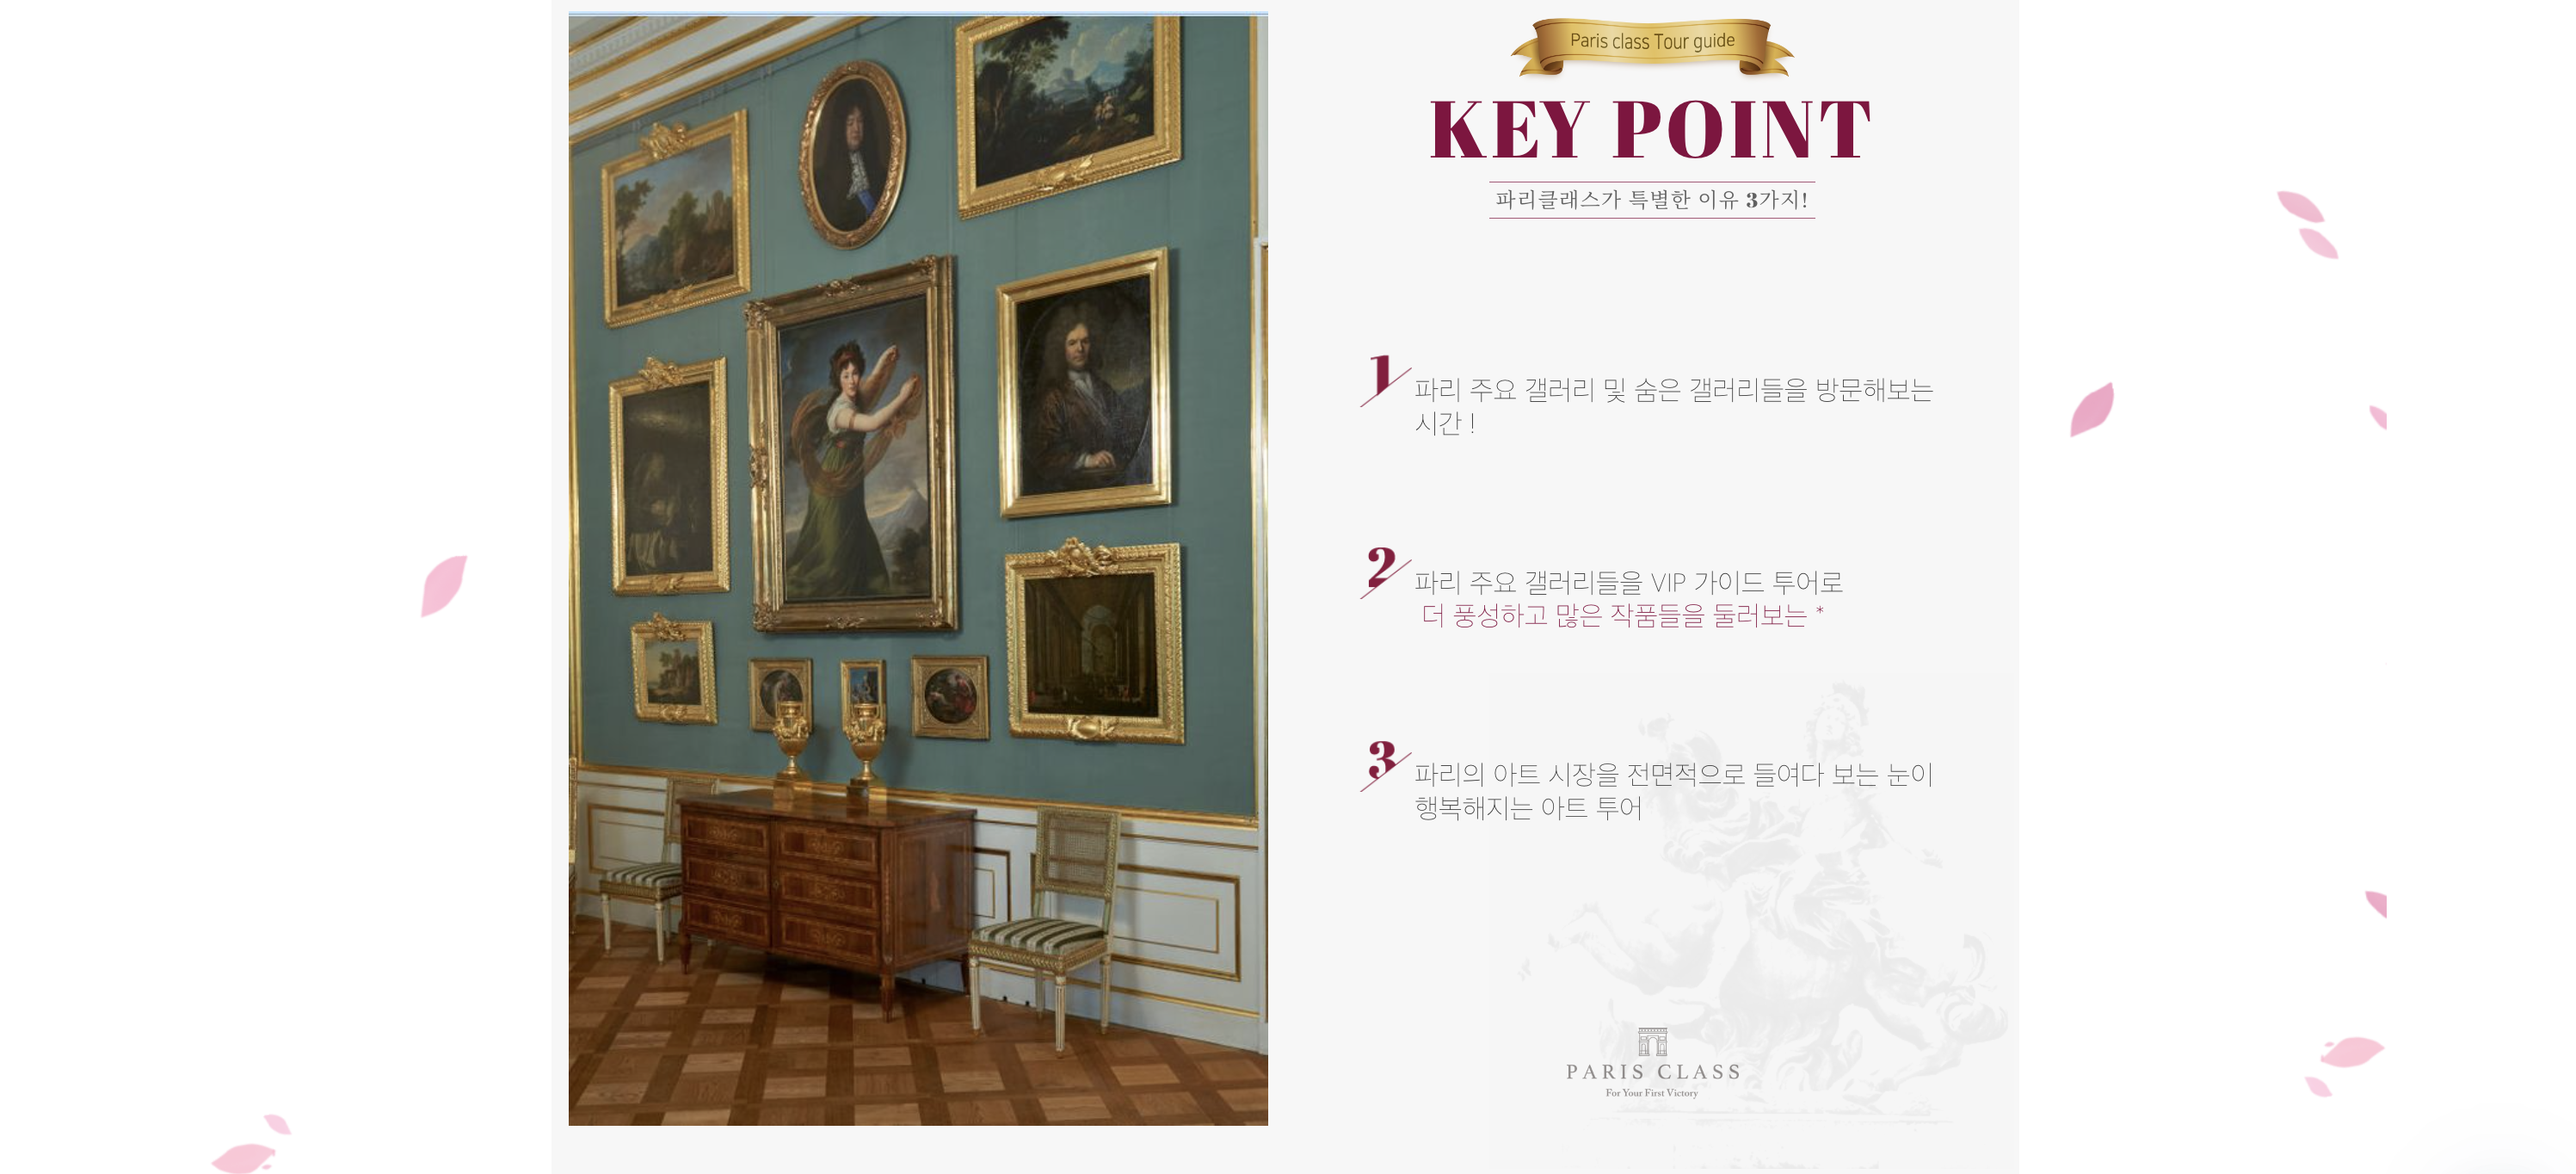 Paris class Tour guide
KEY POINT
파리클래스가 특별한 이유 3가지!
1
파리 주요 갤러리 및 숨은 갤러리들을 방문해보는
시간 !
2
파리 주요 갤러리들을 VIP 가이드 투어로
더 풍성하고 많은 작품들을 둘러보는 *
3
파리의 아트 시장을 전면적으로 들여다 보는 눈이
행복해지는 아트 투어
PARIS CLASS
For Your First Victory